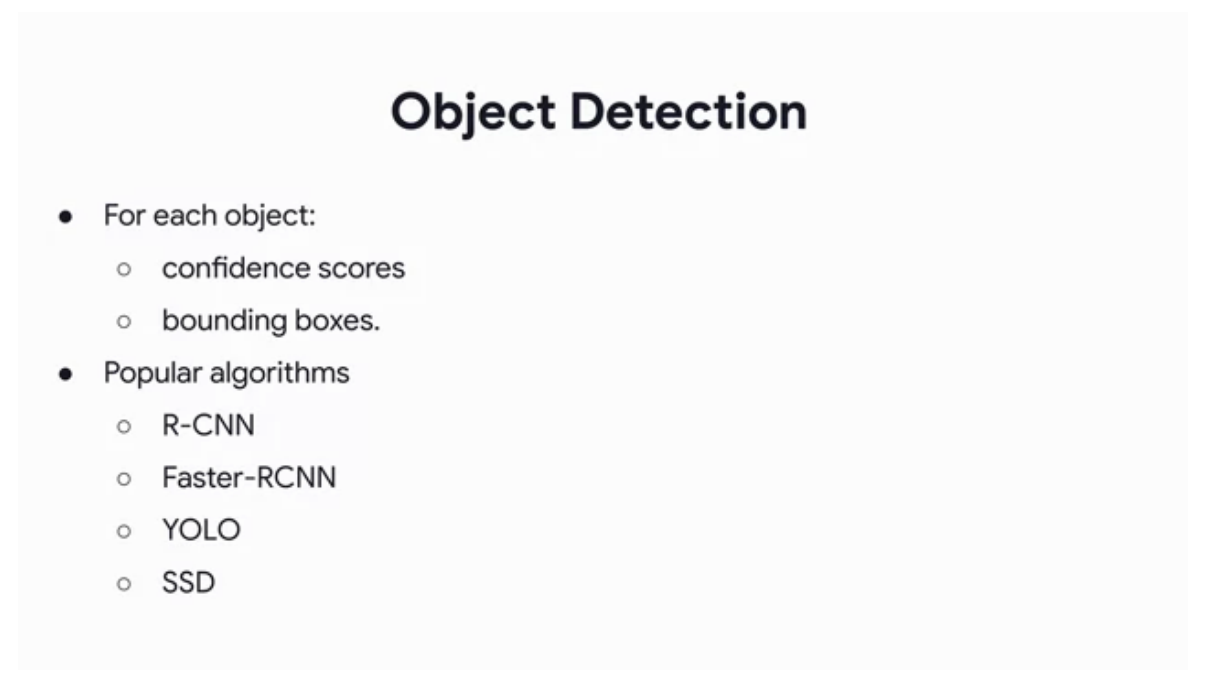 Object Detection
● For each object:
○ confidence scores
○ bounding boxes.
● Popular algorithms
○ R-CNN
○ Faster-RCNN
○ YOLO
○ SSD